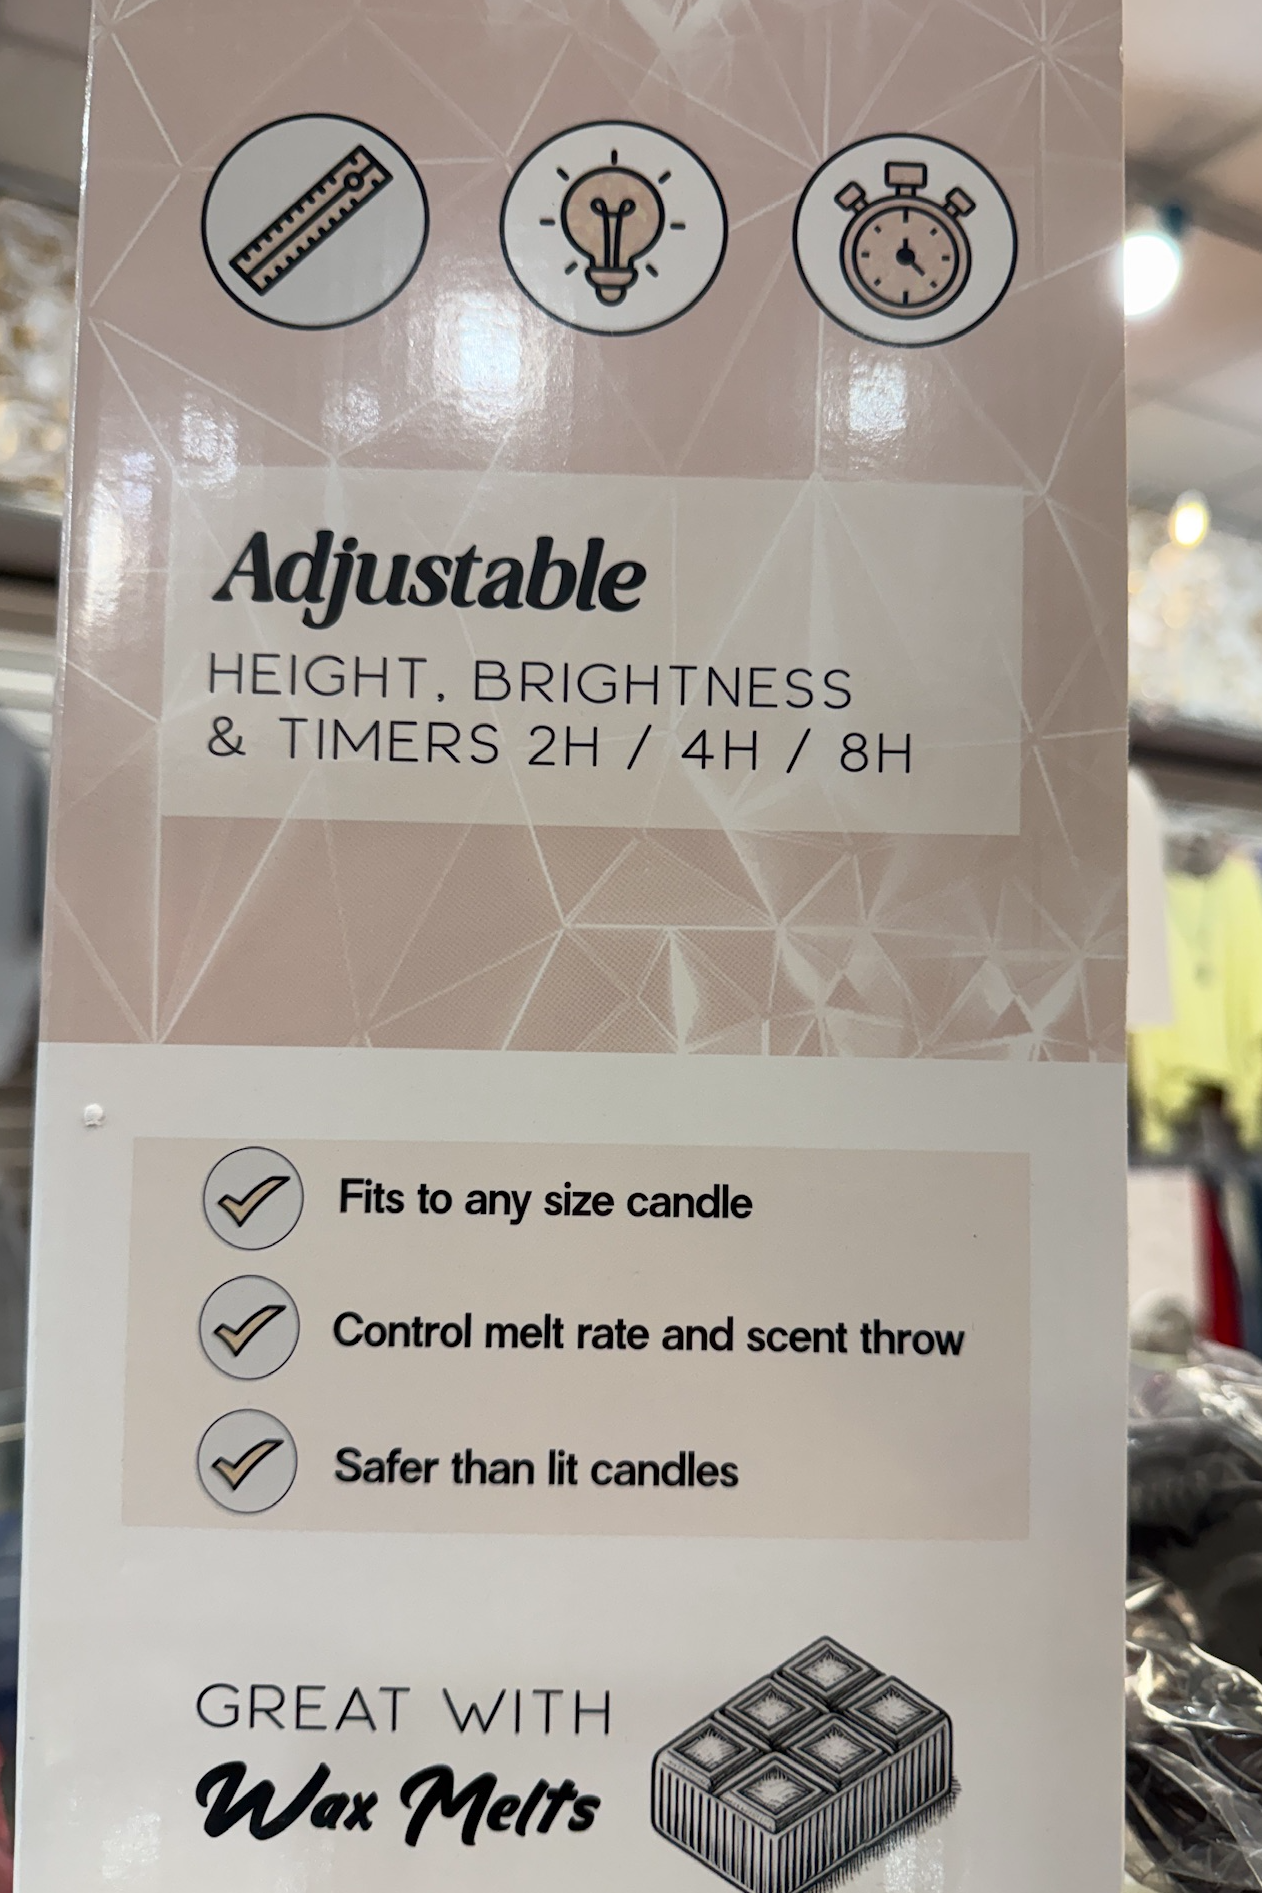 Adjustable
HEIGHT, BRIGHTNESS
& TIMERS 2H / 4H / 8H
Fits to any size candle
Control melt rate and scent throw
Safer than lit candles
GREAT WITH
Wax Melts